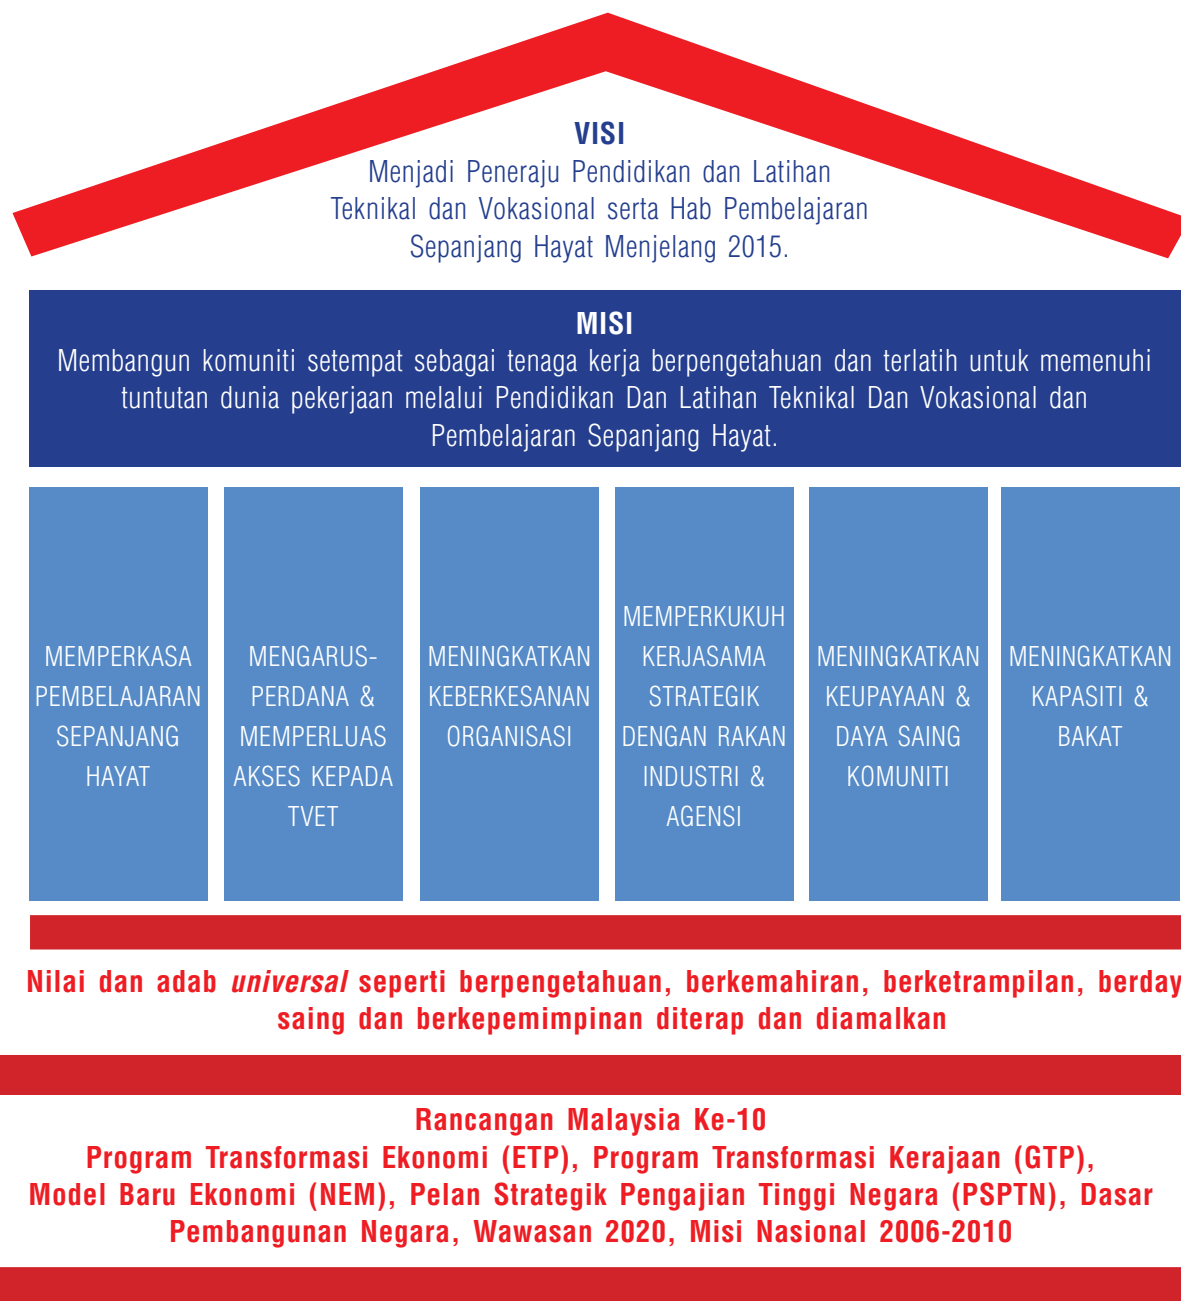 VISI
Menjadi Peneraju Pendidikan dan Latihan
Teknikal dan Vokasional serta Hab Pembelajaran
Sepanjang Hayat Menjelang 2015.
MISI
Membangun komuniti setempat sebagai tenaga kerja berpengetahuan dan terlatih untuk memenuhi
tuntutan dunia pekerjaan melalui Pendidikan Dan Latihan Teknikal Dan Vokasional dan
Pembelajaran Sepanjang Hayat.
MEMPERKASA
PEMBELAJARAN
SEPANJANG
HAYAT
MENGARUS-
PERDANA &
MEMPERLUAS
AKSES KEPADA
TVET
MENINGKATKAN
KEBERKESANAN
ORGANISASI
MEMPERKUKUH
KERJASAMA
STRATEGIK
DENGAN RAKAN
INDUSTRI &
AGENSI
MENINGKATKAN
KEUPAYAAN &
DAYA SAING
KOMUNITI
MENINGKATKAN
KAPASITI &
BAKAT
Nilai dan adab universal seperti berpengetahuan, berkemahiran, berketrampilan, berday
saing dan berkepemimpinan diterap dan diamalkan
Rancangan Malaysia Ke-10
Program Transformasi Ekonomi (ETP), Program Transformasi Kerajaan (GTP),
Model Baru Ekonomi (NEM), Pelan Strategik Pengajian Tinggi Negara (PSPTN), Dasar
Pembangunan Negara, Wawasan 2020, Misi Nasional 2006-2010